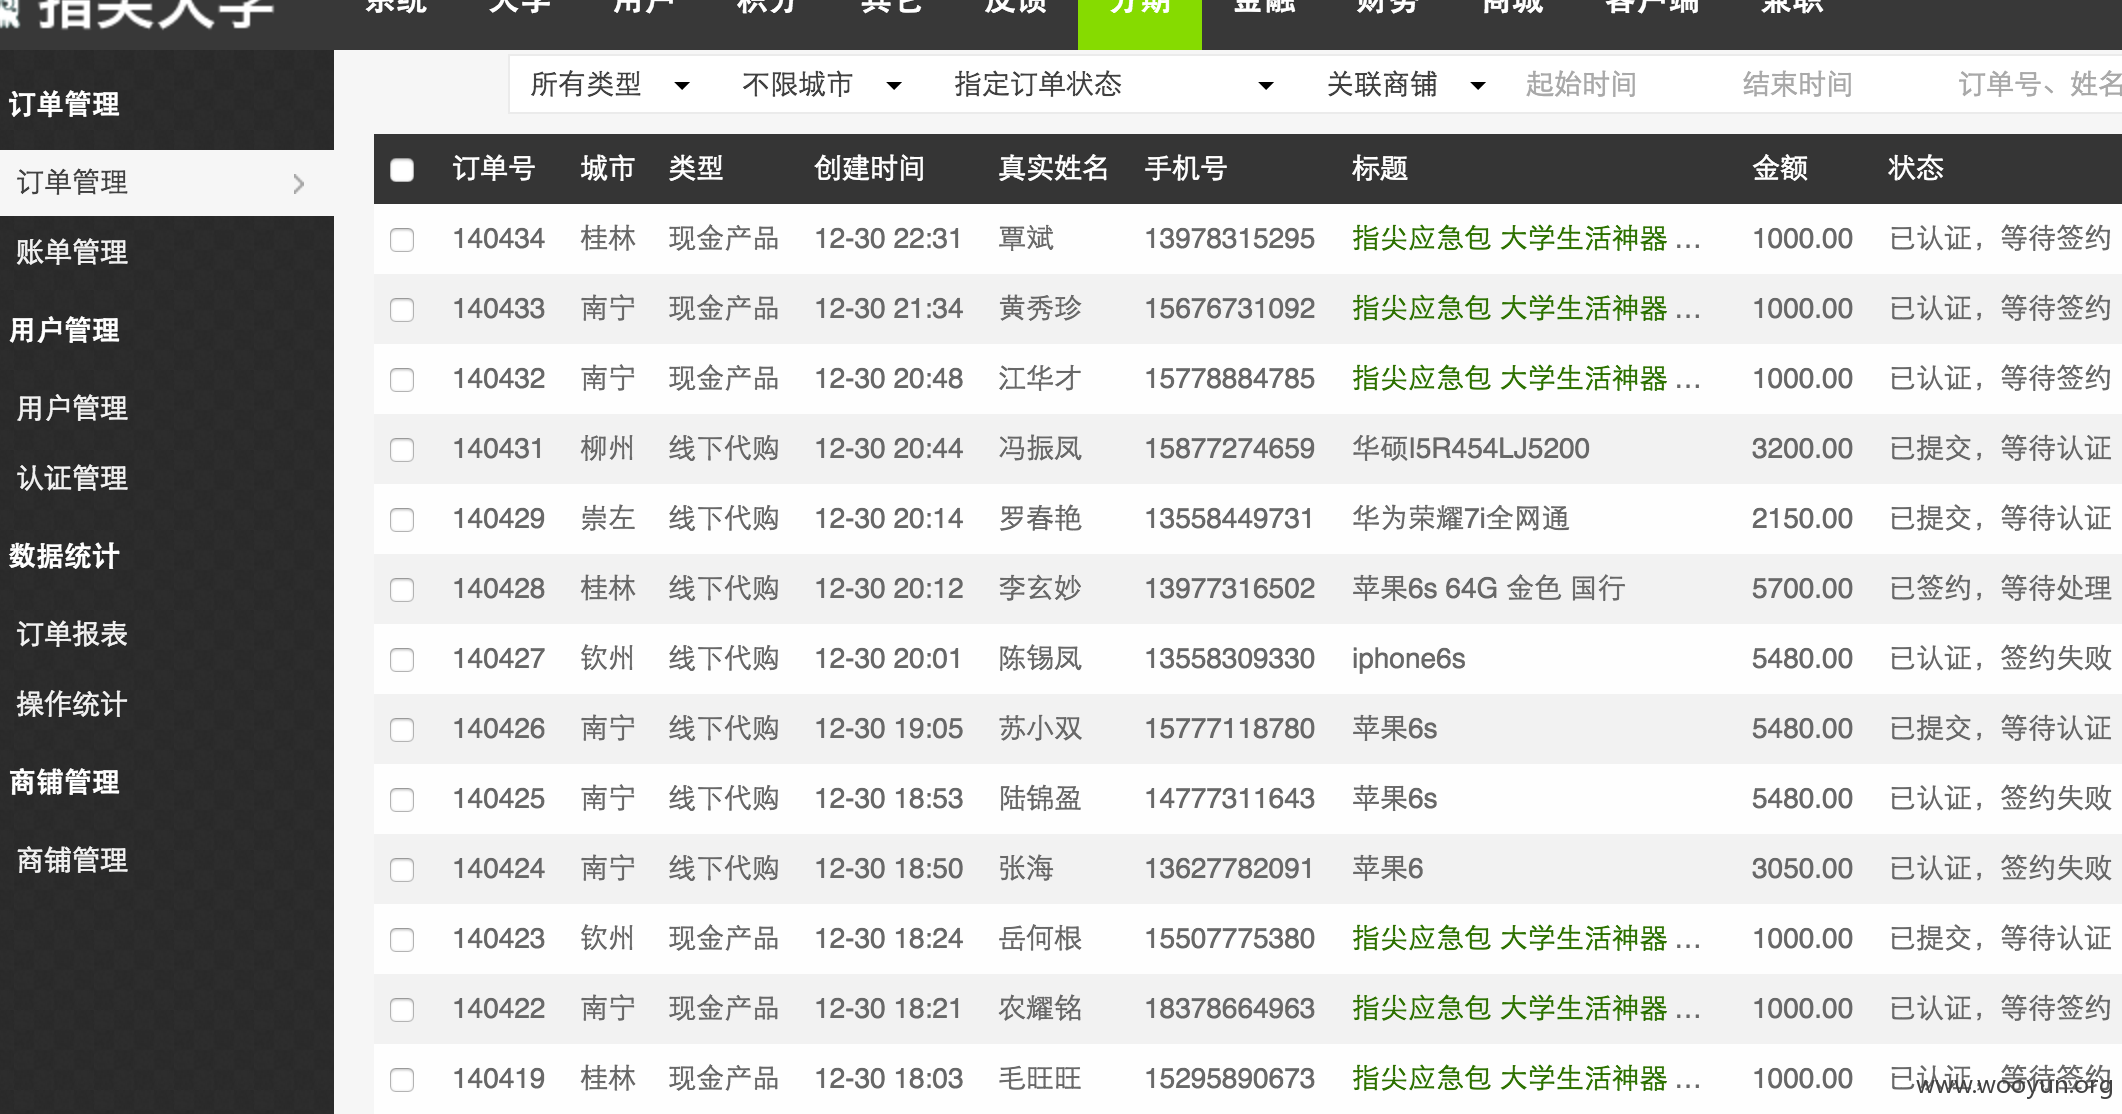 指尖大学
系统 大学 用户 积分 其它 反馈 分期 金融 财务 商城 客户端 兼职
所有类型 不限城市 指定订单状态 关联商铺 起始时间 结束时间 订单号、姓名
订单管理
订单管理
账单管理
用户管理
用户管理
认证管理
数据统计
订单报表
操作统计
商铺管理
商铺管理
订单号 城市 类型 创建时间 真实姓名 手机号 标题 金额 状态
140434 桂林 现金产品 12-30 22:31 覃斌 13978315295 指尖应急包 大学生活神器 ... 1000.00 已认证，等待签约
140433 南宁 现金产品 12-30 21:34 黄秀珍 15676731092 指尖应急包 大学生活神器 ... 1000.00 已认证，等待签约
140432 南宁 现金产品 12-30 20:48 江华才 15778884785 指尖应急包 大学生活神器 ... 1000.00 已认证，等待签约
140431 柳州 线下代购 12-30 20:44 冯振凤 15877274659 华硕I5R454LJ5200 3200.00 已提交，等待认证
140429 崇左 线下代购 12-30 20:14 罗春艳 13558449731 华为荣耀7i全网通 2150.00 已提交，等待认证
140428 桂林 线下代购 12-30 20:12 李玄妙 13977316502 苹果6s 64G 金色 国行 5700.00 已签约，等待处理
140427 钦州 线下代购 12-30 20:01 陈锡凤 13558309330 iphone6s 5480.00 已认证，签约失败
140426 南宁 线下代购 12-30 19:05 苏小双 15777118780 苹果6s 5480.00 已提交，等待认证
140425 南宁 线下代购 12-30 18:53 陆锦盈 14777311643 苹果6s 5480.00 已认证，签约失败
140424 南宁 线下代购 12-30 18:50 张海 13627782091 苹果6 3050.00 已认证，签约失败
140423 钦州 现金产品 12-30 18:24 岳何根 15507775380 指尖应急包 大学生活神器 ... 1000.00 已提交，等待认证
140422 南宁 现金产品 12-30 18:21 农耀铭 18378664963 指尖应急包 大学生活神器 ... 1000.00 已认证，等待签约
140419 桂林 现金产品 12-30 18:03 毛旺旺 15295890673 指尖应急包 大学生活神器 ... 1000.00 已认证，等待签约
www.wooyun.org